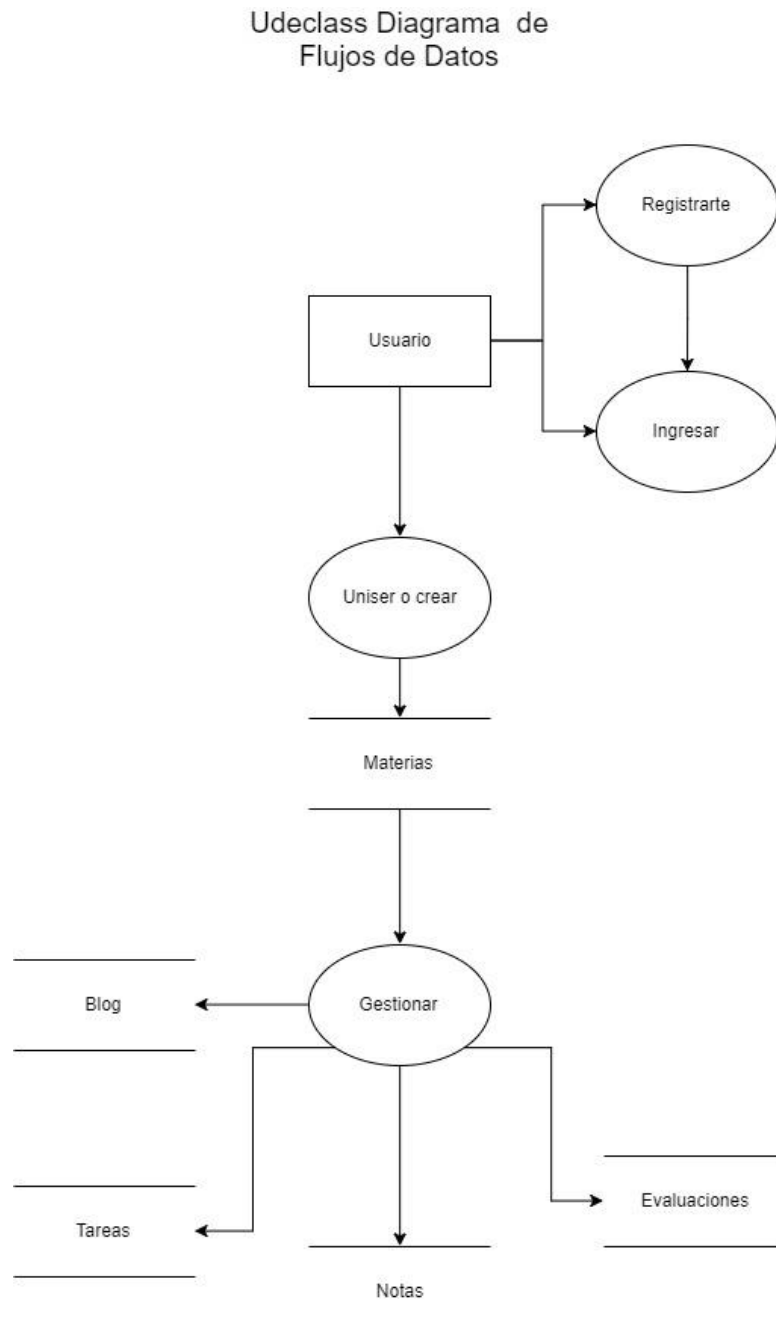 Udeclass Diagrama de
Flujos de Datos
Registrarte
Usuario
Ingresar
Uniser o crear
Materias
Blog
Gestionar
Evaluaciones
Tareas
Notas